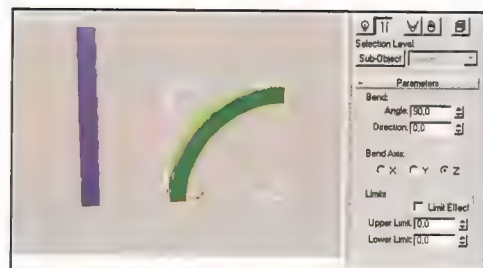 Selection Level:
Sub-Object
- Parameters
Bend:
Angle: 90,0
Direction: 0,0
Bend Axis:
X Y Z
Limits
Limit Effect
Upper Limit: 0,0
Lower Limit: 0,0